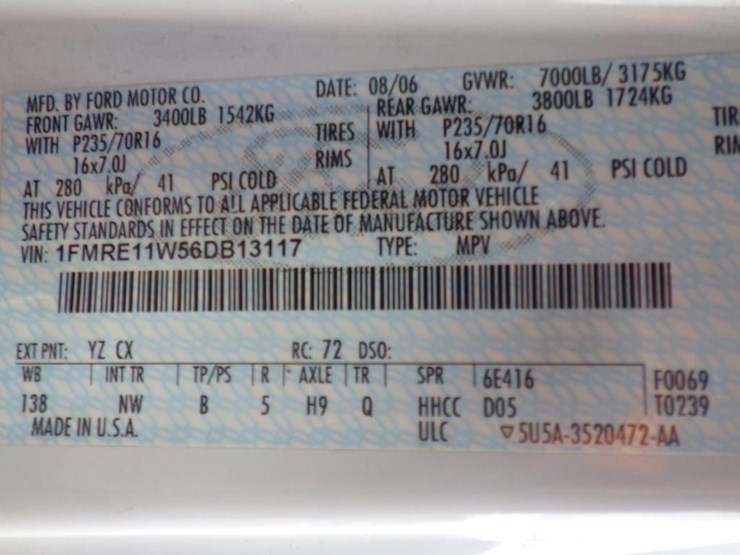 MFD. BY FORD MOTOR CO. DATE: 08/06 GVWR: 7000LB/ 3175KG
FRONT GAWR: 3400LB 1542KG REAR GAWR: 3800LB 1724KG
WITH P235/70R16 TIRES WITH P235/70R16 TIR
16x7.0J RIMS 16x7.0J RIM
AT 280 kPa/ 41 PSI COLD AT 280 kPa/ 41 PSI COLD
THIS VEHICLE CONFORMS TO ALL APPLICABLE FEDERAL MOTOR VEHICLE
SAFETY STANDARDS IN EFFECT ON THE DATE OF MANUFACTURE SHOWN ABOVE.
VIN: 1FMRE11W56DB13117 TYPE: MPV
EXT PNT: YZ CX RC: 72 DSO:
WB INT TR TP/PS R AXLE TR SPR 6E416 F0069
138 NW B 5 H9 Q HHCC D05 T0239
MADE IN U.S.A. ULC ▽5U5A-3520472-AA